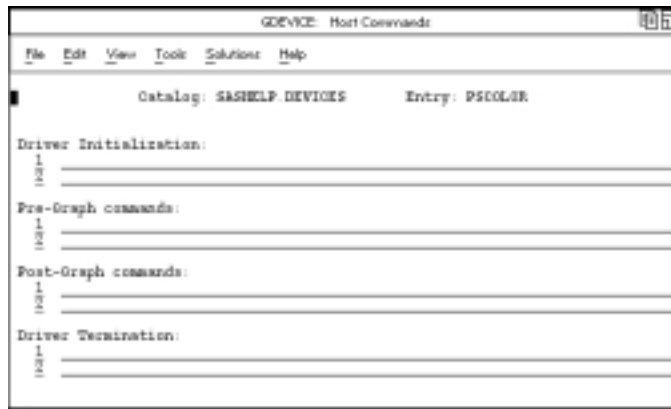 GDEVICE: Host Commands
File Edit View Tools Solutions Help
Catalog: SASHELP.DEVICES Entry: PSCOLOR
Driver Initialization:
1
2
Pre-Graph commands:
1
2
Post-Graph commands:
1
2
Driver Termination:
1
2